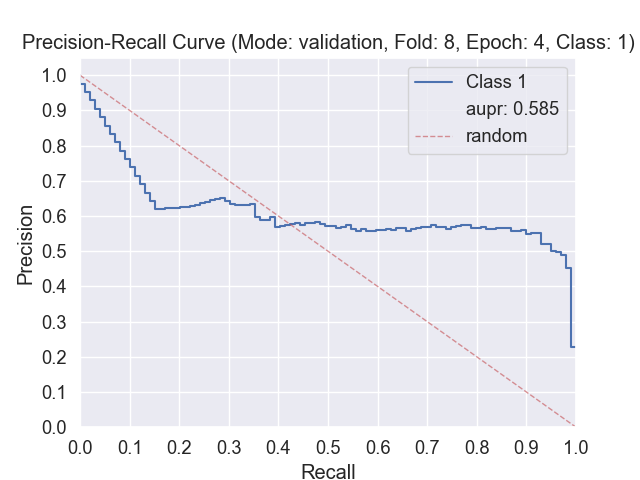 Precision-Recall Curve (Mode: validation, Fold: 8, Epoch: 4, Class: 1)
Class 1
aupr: 0.585
random
Precision
1.0
0.9
0.8
0.7
0.6
0.5
0.4
0.3
0.2
0.1
0.0
0.0 0.1 0.2 0.3 0.4 0.5 0.6 0.7 0.8 0.9 1.0
Recall